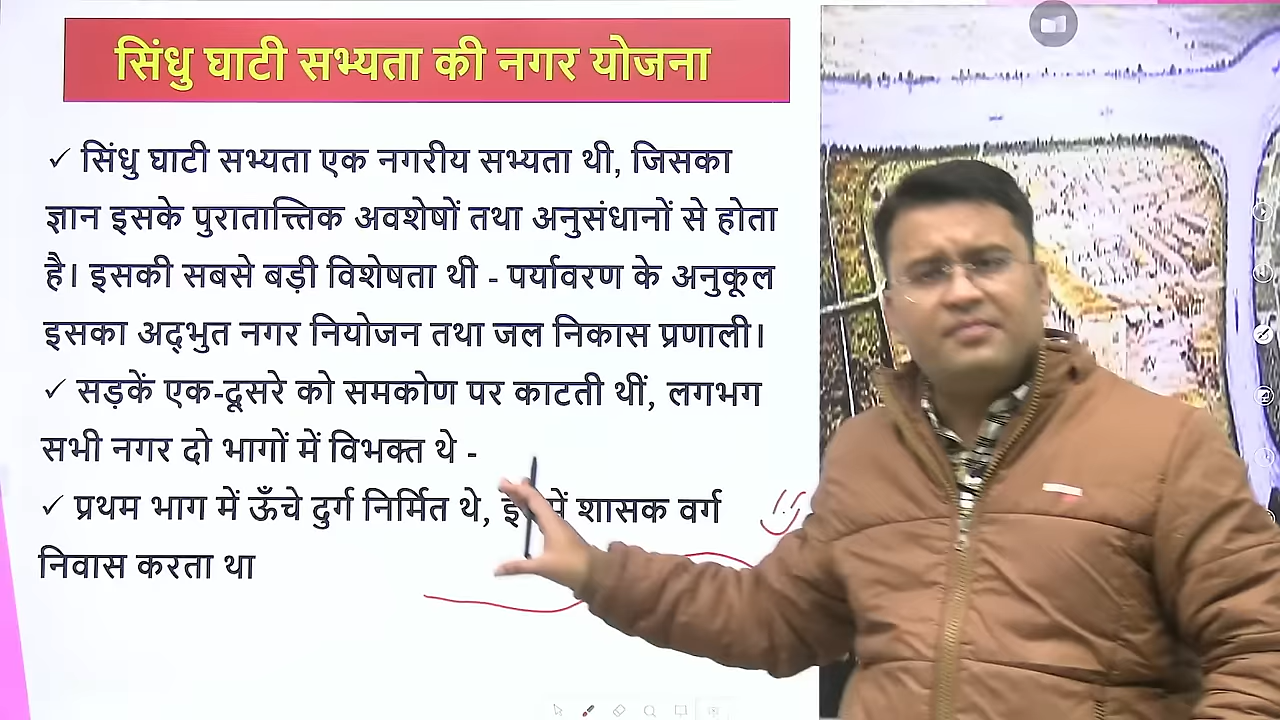 सिंधु घाटी सभ्यता की नगर योजना
✓ सिंधु घाटी सभ्यता एक नगरीय सभ्यता थी, जिसका
ज्ञान इसके पुरातात्त्विक अवशेषों तथा अनुसंधानों से होता
है। इसकी सबसे बड़ी विशेषता थी - पर्यावरण के अनुकूल
इसका अद्भुत नगर नियोजन तथा जल निकास प्रणाली।
✓ सड़कें एक-दूसरे को समकोण पर काटती थीं, लगभग
सभी नगर दो भागों में विभक्त थे -
✓ प्रथम भाग में ऊँचे दुर्ग निर्मित थे, शासक वर्ग
निवास करता था